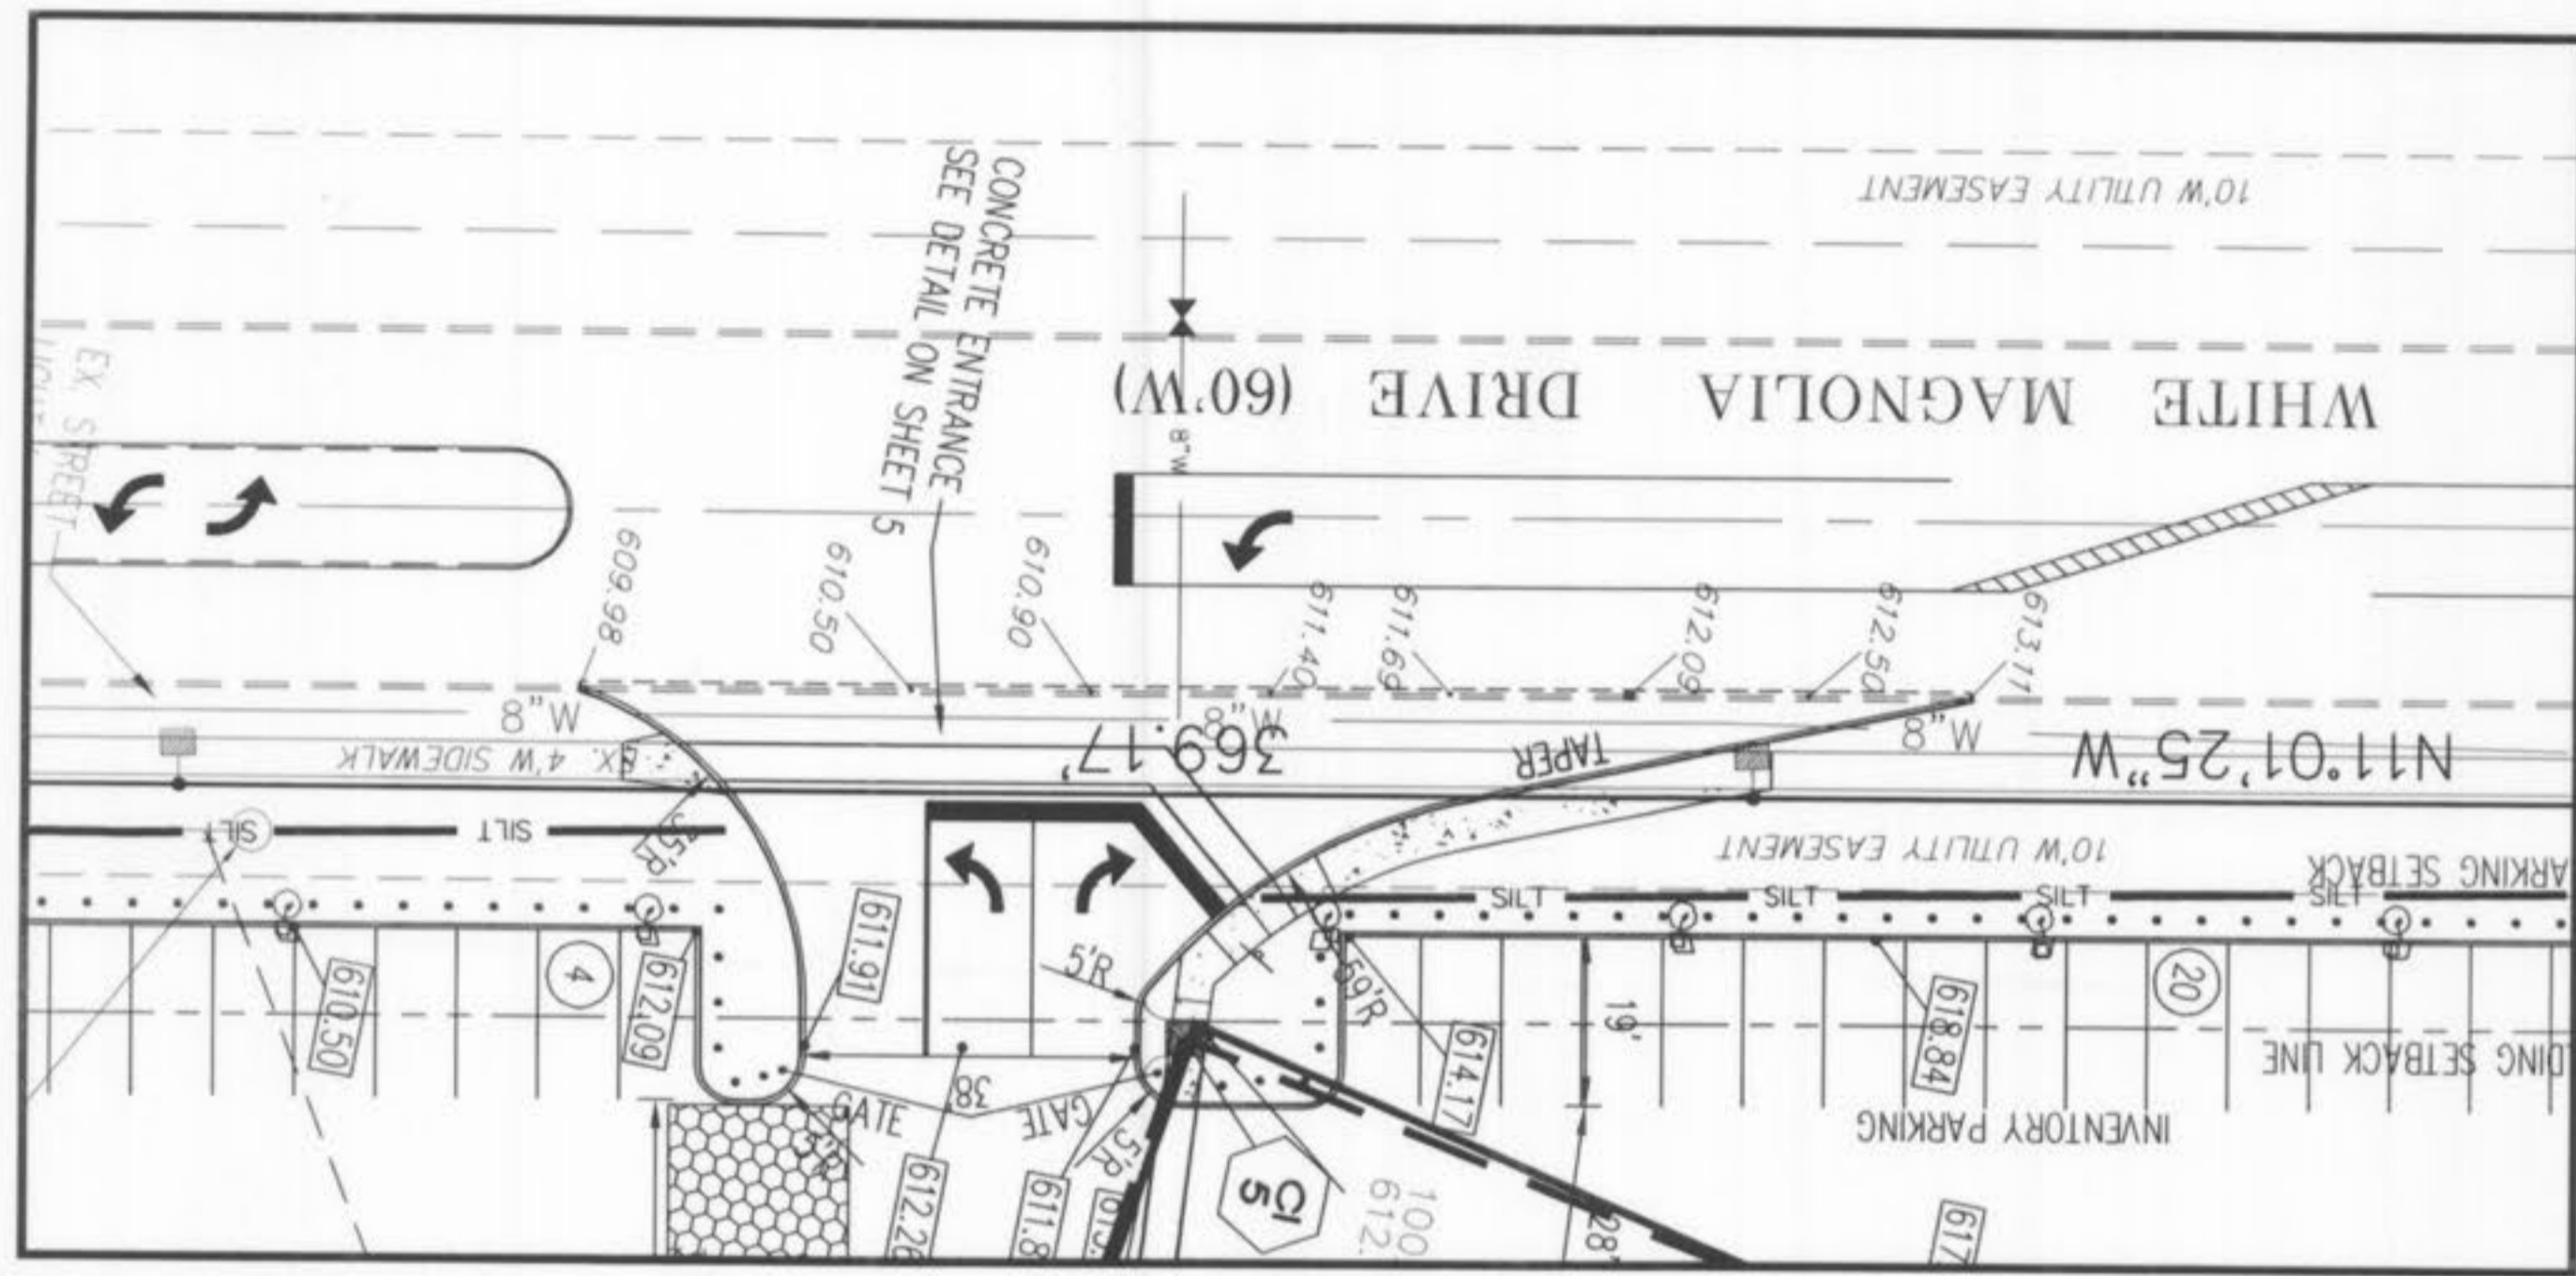 10'W UTILITY EASEMENT
CONCRETE ENTRANCE
SEE DETAIL ON SHEET 5
WHITE MAGNOLIA DRIVE (60'W)
8"W
EX. STREET
609.98
610.50
610.90
611.40
611.69
612.09
612.50
613.11
8"W
8"W
8"W
N11°01'25"W
369.17'
TAPER
EX. 4'W SIDEWALK
10'W UTILITY EASEMENT
ARKING SETBACK
SILT
SILT
SILT
SILT
SILT
SILT
35'R
5'R
59'R
611.91
4
612.09
610.50
19'
20
618.84
614.17
DING SETBACK LINE
INVENTORY PARKING
38'
GATE
GATE
5'R
5'R
612.26
611.8
CI
5
100
612.
28'
617